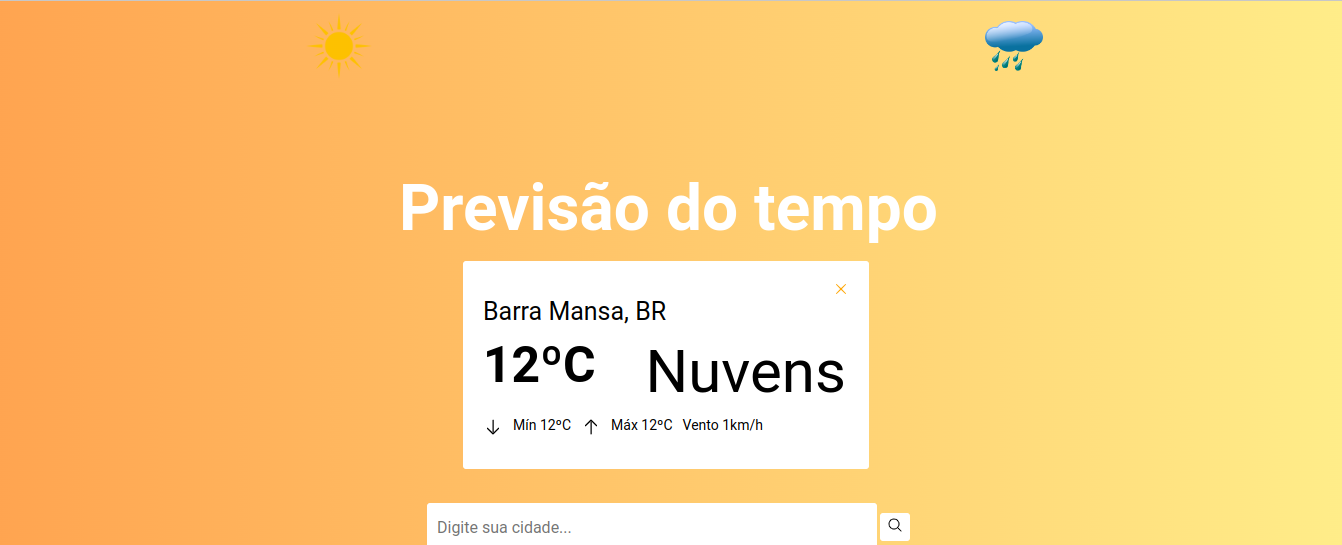 Previsão do tempo
Barra Mansa, BR
12ºC Nuvens
Mín 12ºC Máx 12ºC Vento 1km/h
Digite sua cidade...